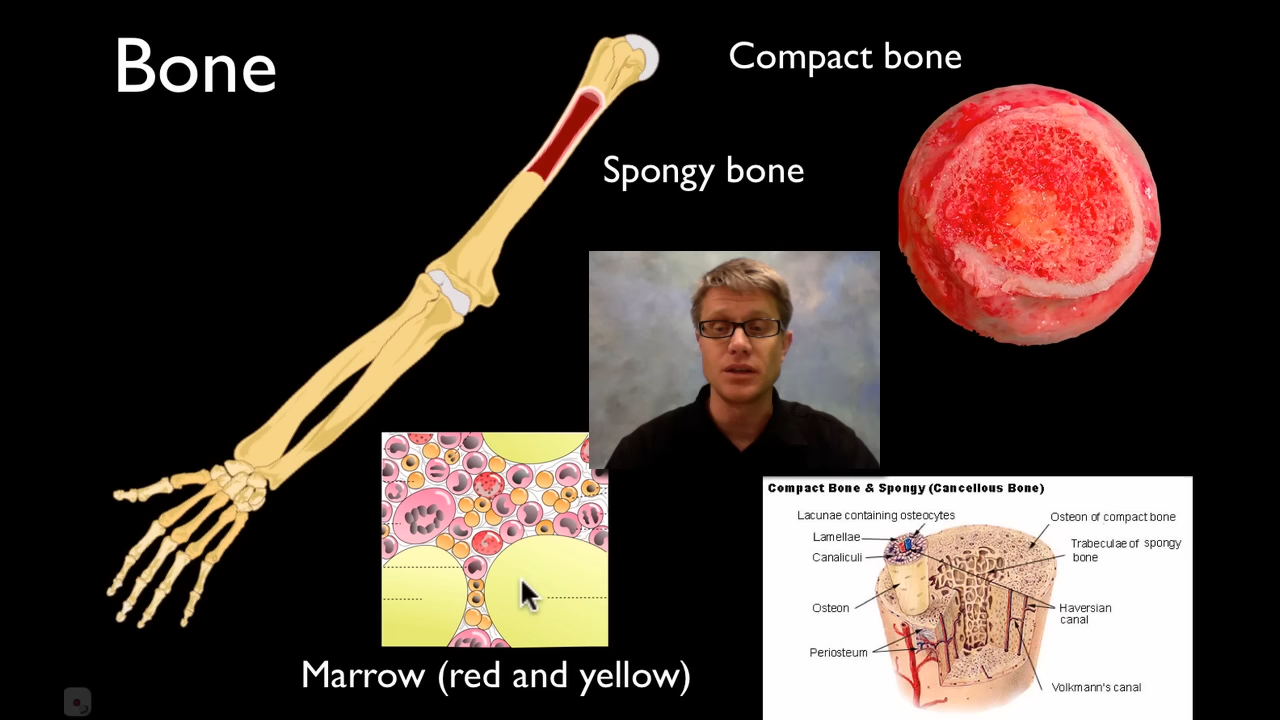 Bone
Compact bone
Spongy bone
Marrow (red and yellow)
Compact Bone & Spongy (Cancellous Bone)
Lacunae containing osteocytes
Lamellae
Canaliculi
Osteon
Periosteum
Osteon of compact bone
Trabeculae of spongy
bone
Haversian
canal
Volkmann's canal